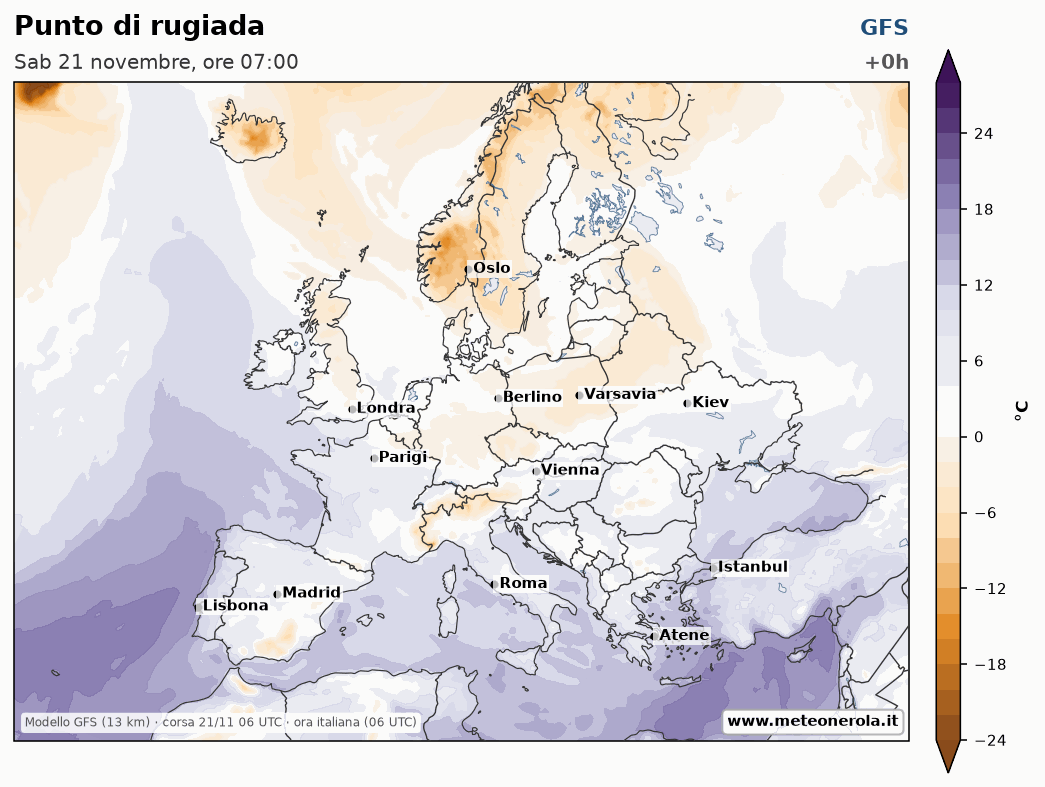 Punto di rugiada
GFS
Sab 21 novembre, ore 07:00
+0h
Oslo
Berlino
Varsavia
Kiev
Londra
Parigi
Vienna
Istanbul
Roma
Madrid
Lisbona
Atene
Modello GFS (13 km) · corsa 21/11 06 UTC · ora italiana (06 UTC)
www.meteonerola.it
24
18
12
6
0
−6
−12
−18
−24
°C